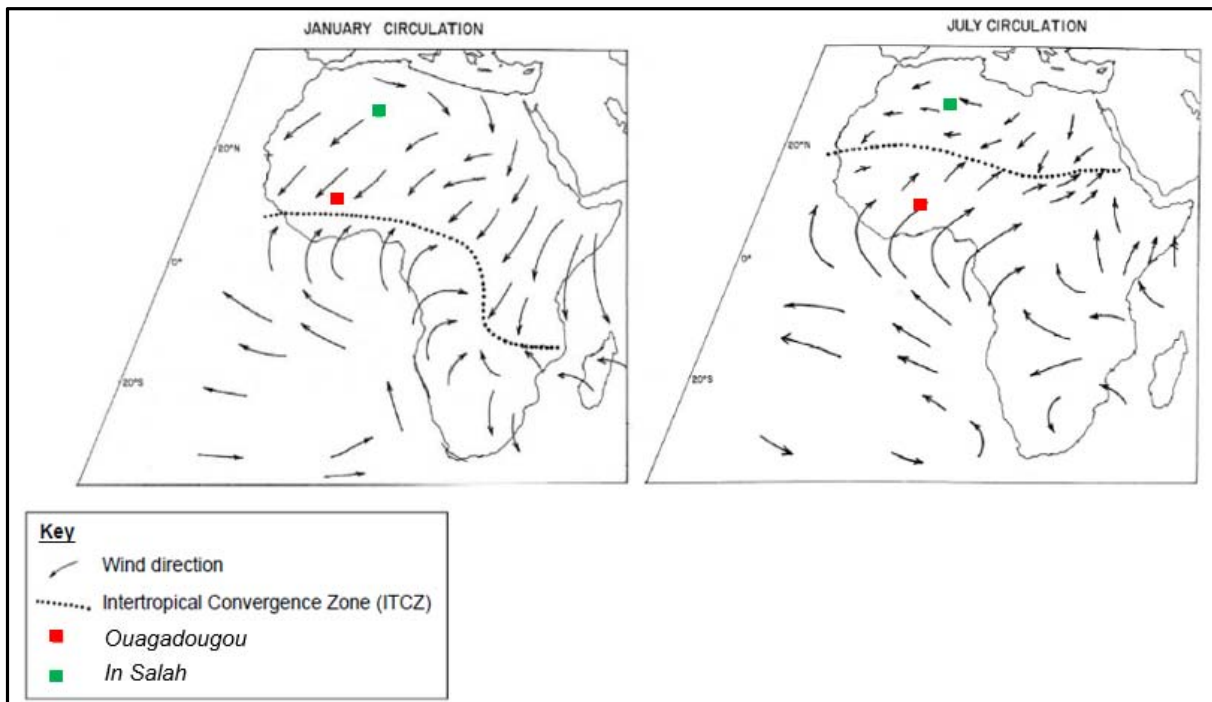 JANUARY CIRCULATION
JULY CIRCULATION
20°N
0°
20°S
20°N
0°
20°S
Key
Wind direction
Intertropical Convergence Zone (ITCZ)
Ouagadougou
In Salah